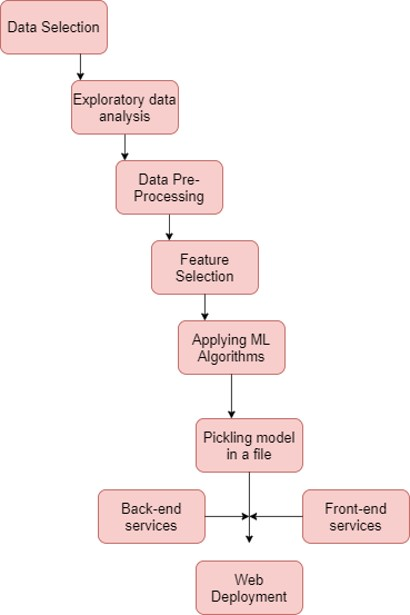 Data Selection
Exploratory data
analysis
Data Pre-
Processing
Feature
Selection
Applying ML
Algorithms
Pickling model
in a file
Back-end
services
Front-end
services
Web
Deployment